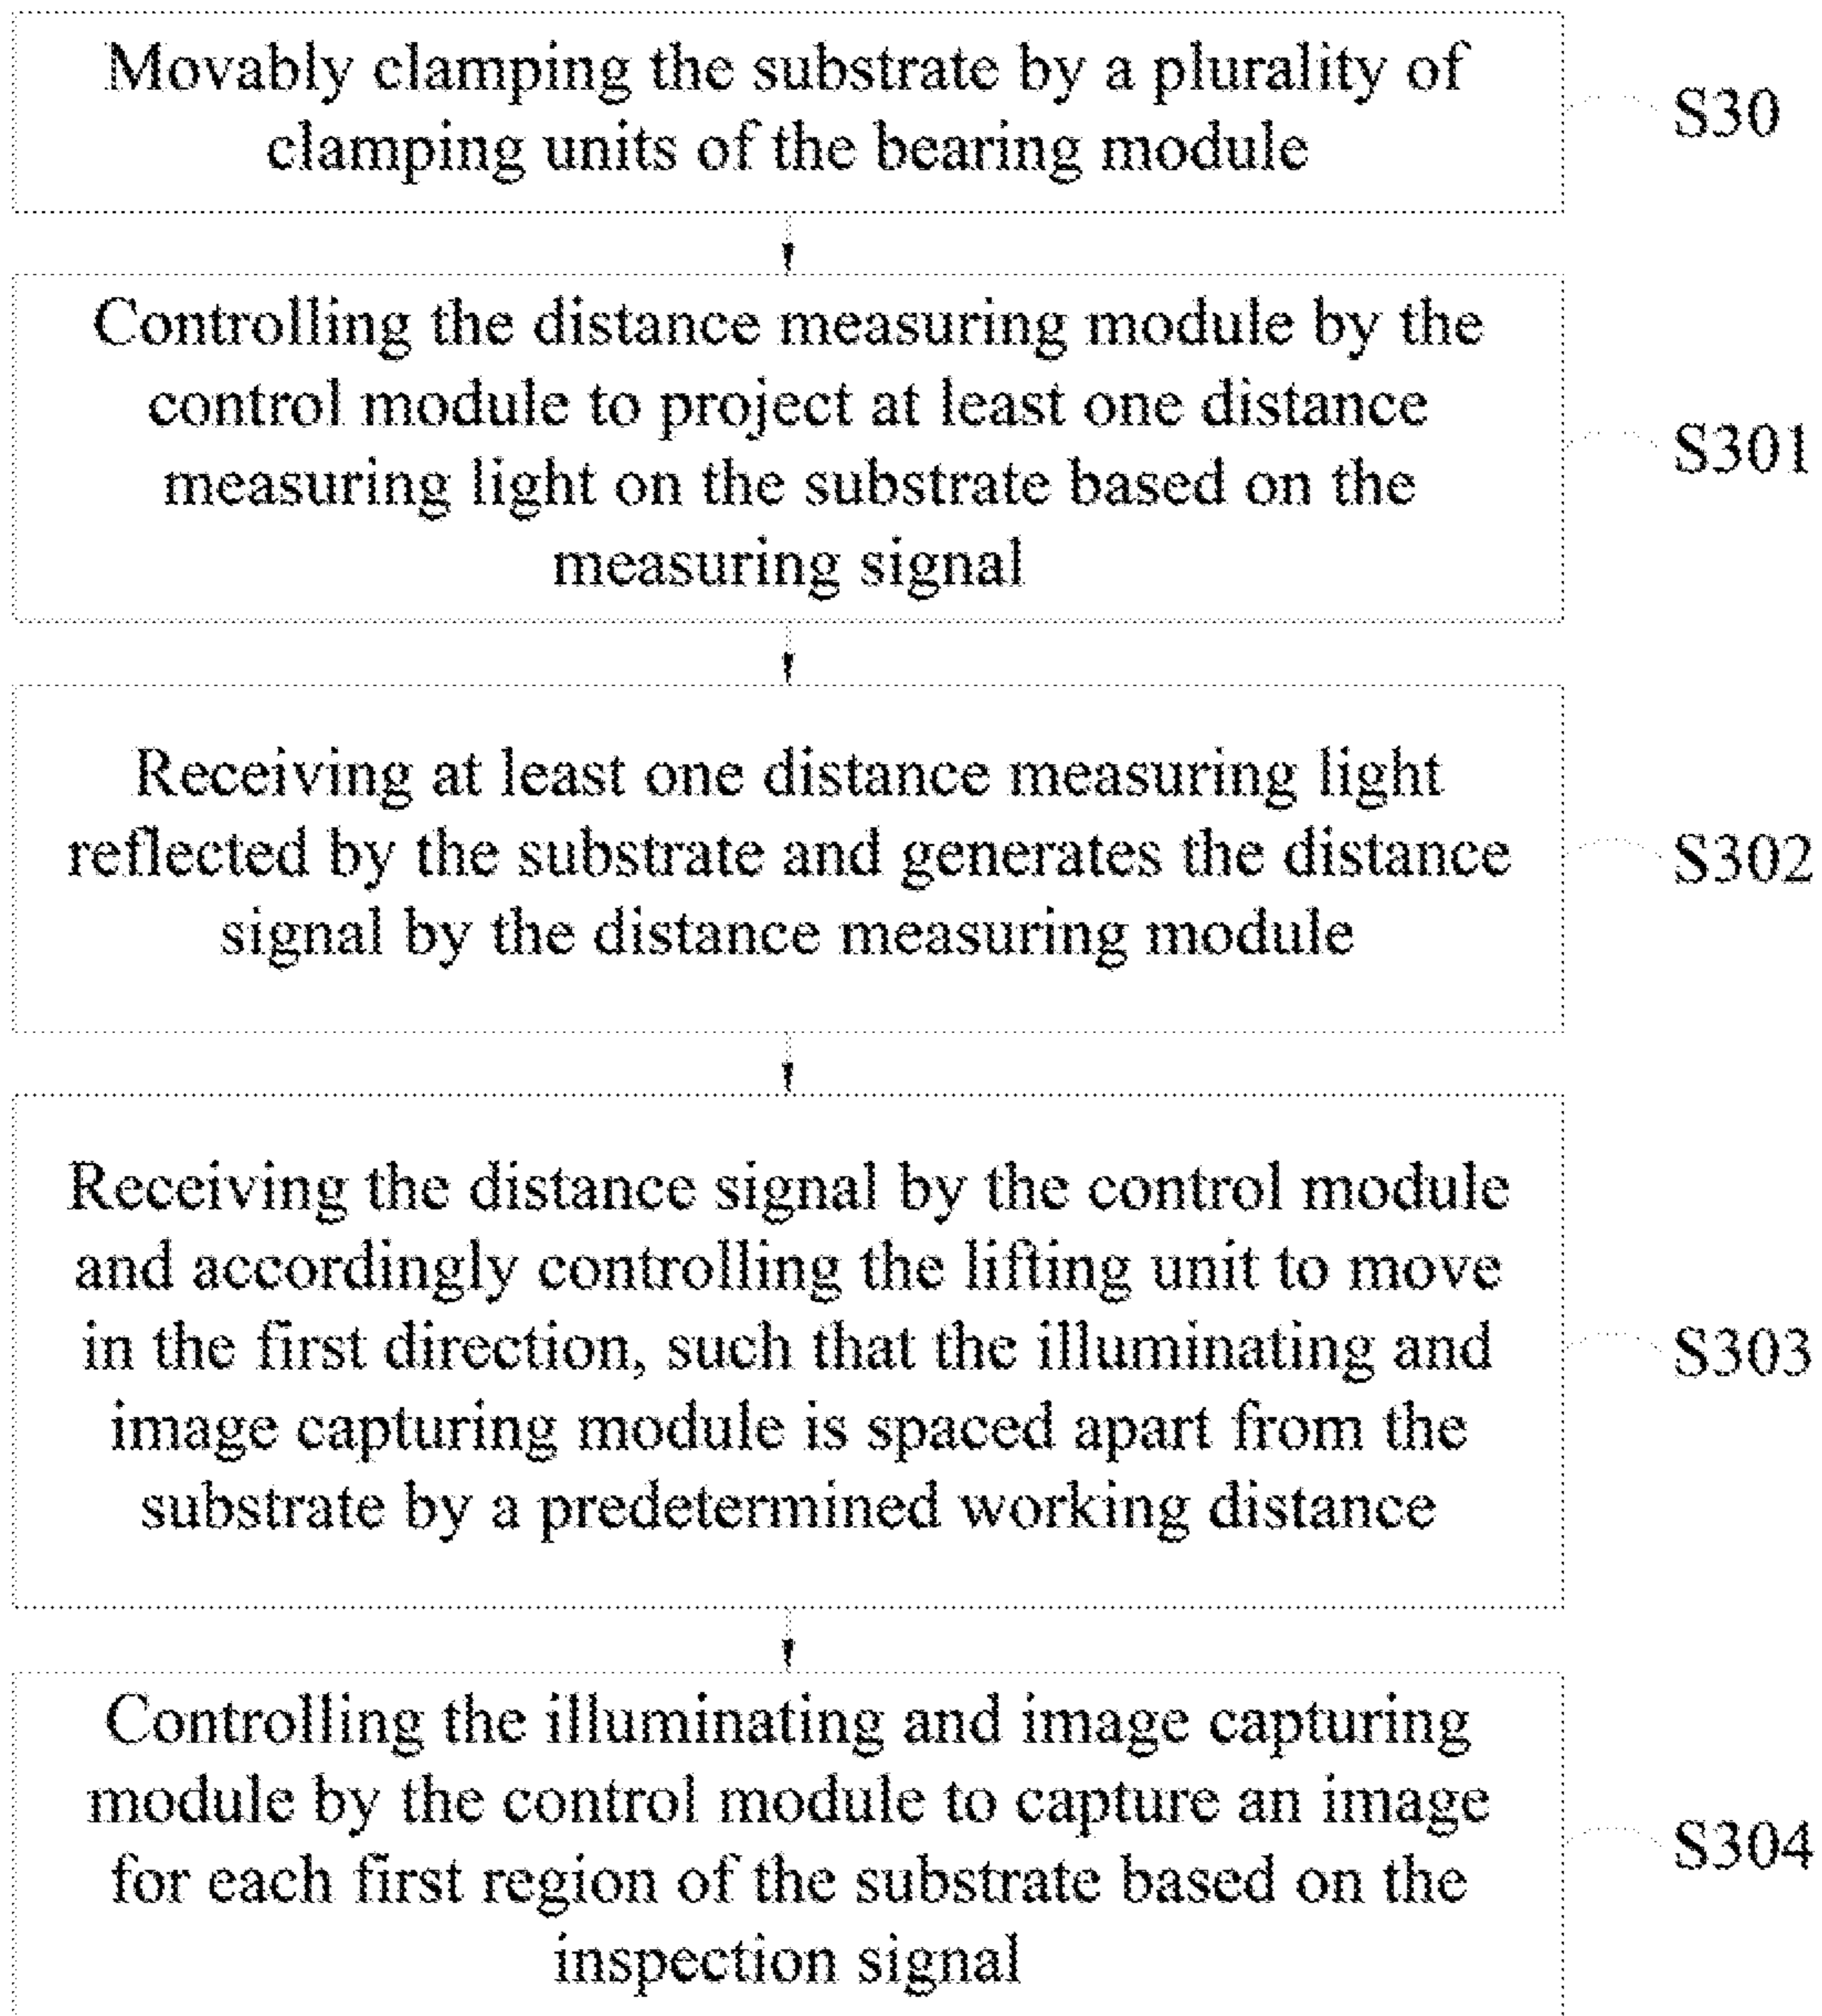 Movably clamping the substrate by a plurality of
clamping units of the bearing module
S30
Controlling the distance measuring module by the
control module to project at least one distance
measuring light on the substrate based on the
measuring signal
S301
Receiving at least one distance measuring light
reflected by the substrate and generates the distance
signal by the distance measuring module
S302
Receiving the distance signal by the control module
and accordingly controlling the lifting unit to move
in the first direction, such that the illuminating and
image capturing module is spaced apart from the
substrate by a predetermined working distance
S303
Controlling the illuminating and image capturing
module by the control module to capture an image
for each first region of the substrate based on the
inspection signal
S304